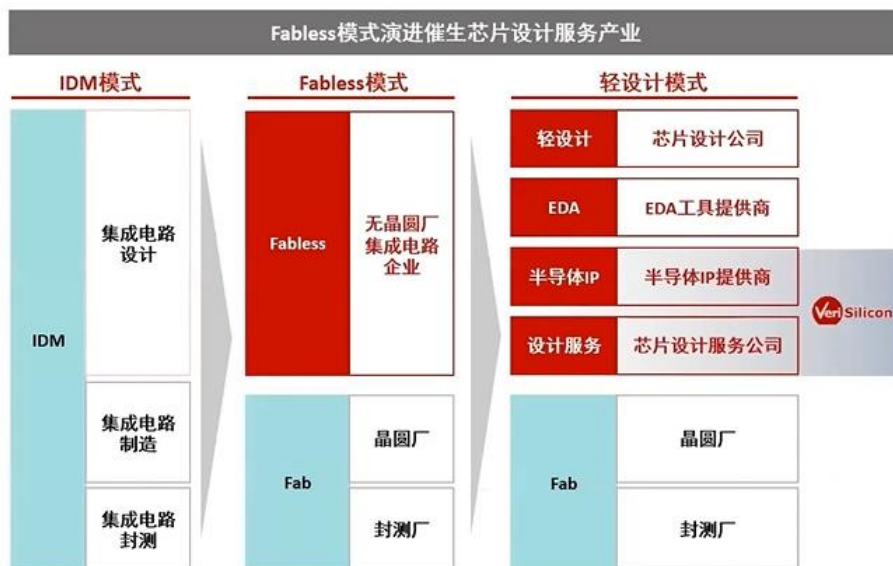 Fabless模式演进催生芯片设计服务产业
IDM模式
IDM
集成电路
设计
集成电路
制造
集成电路
封测
Fabless模式
Fabless
无晶圆厂
集成电路
企业
Fab
晶圆厂
封测厂
轻设计模式
轻设计
芯片设计公司
EDA
EDA工具提供商
半导体IP
半导体IP提供商
设计服务
芯片设计服务公司
VeriSilicon
Fab
晶圆厂
封测厂